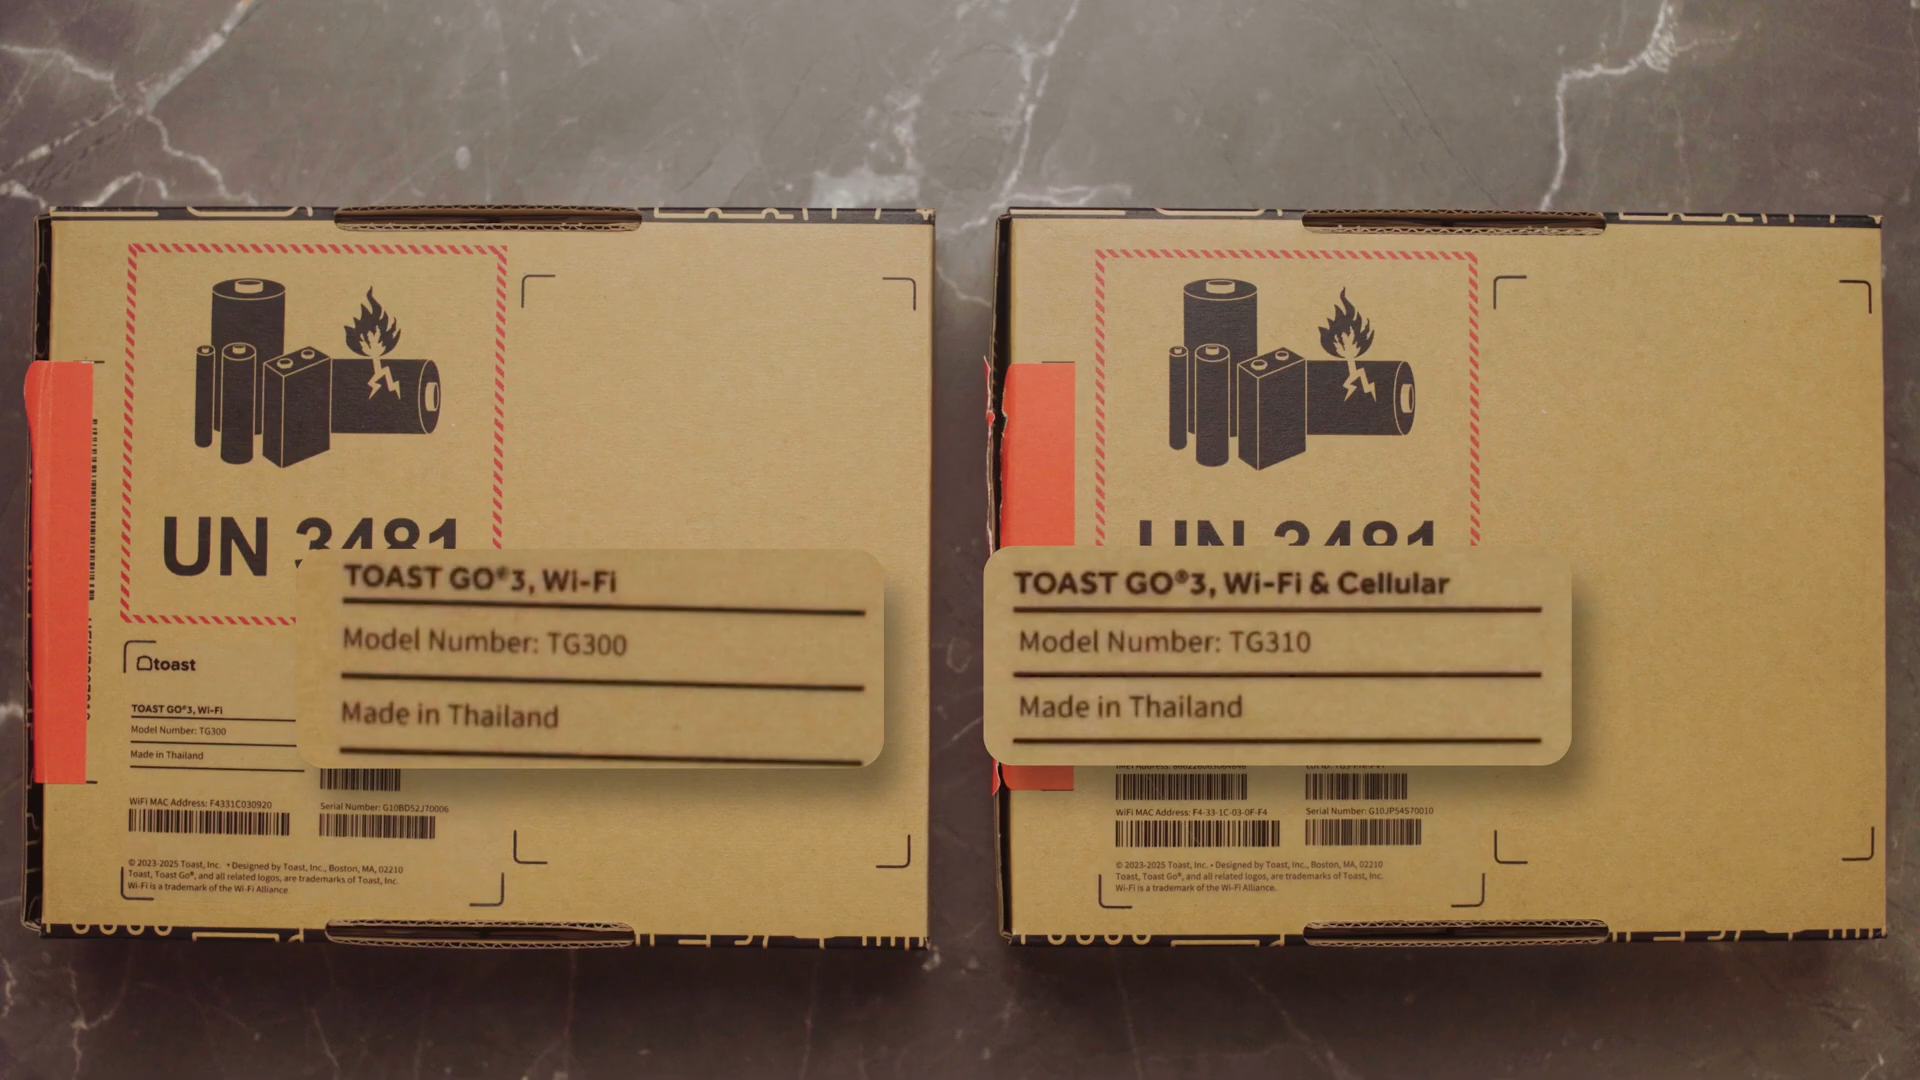 UN 3481
TOAST GO®3, Wi-Fi
Model Number: TG300
Made in Thailand
toast
TOAST GO®3, Wi-Fi
Model Number: TG300
Made in Thailand
WiFi MAC Address: F4331C030920
Serial Number: G10BD52J70006
© 2023-2025 Toast, Inc. • Designed by Toast, Inc., Boston, MA, 02210
Toast, Toast Go®, and all related logos, are trademarks of Toast, Inc.
Wi-Fi is a trademark of the Wi-Fi Alliance.
UN 3481
TOAST GO®3, Wi-Fi & Cellular
Model Number: TG310
Made in Thailand
WiFi MAC Address: F4-33-1C-03-0F-F4
Serial Number: G10JP54S70010
© 2023-2025 Toast, Inc. • Designed by Toast, Inc., Boston, MA, 02210
Toast, Toast Go®, and all related logos, are trademarks of Toast, Inc.
Wi-Fi is a trademark of the Wi-Fi Alliance.